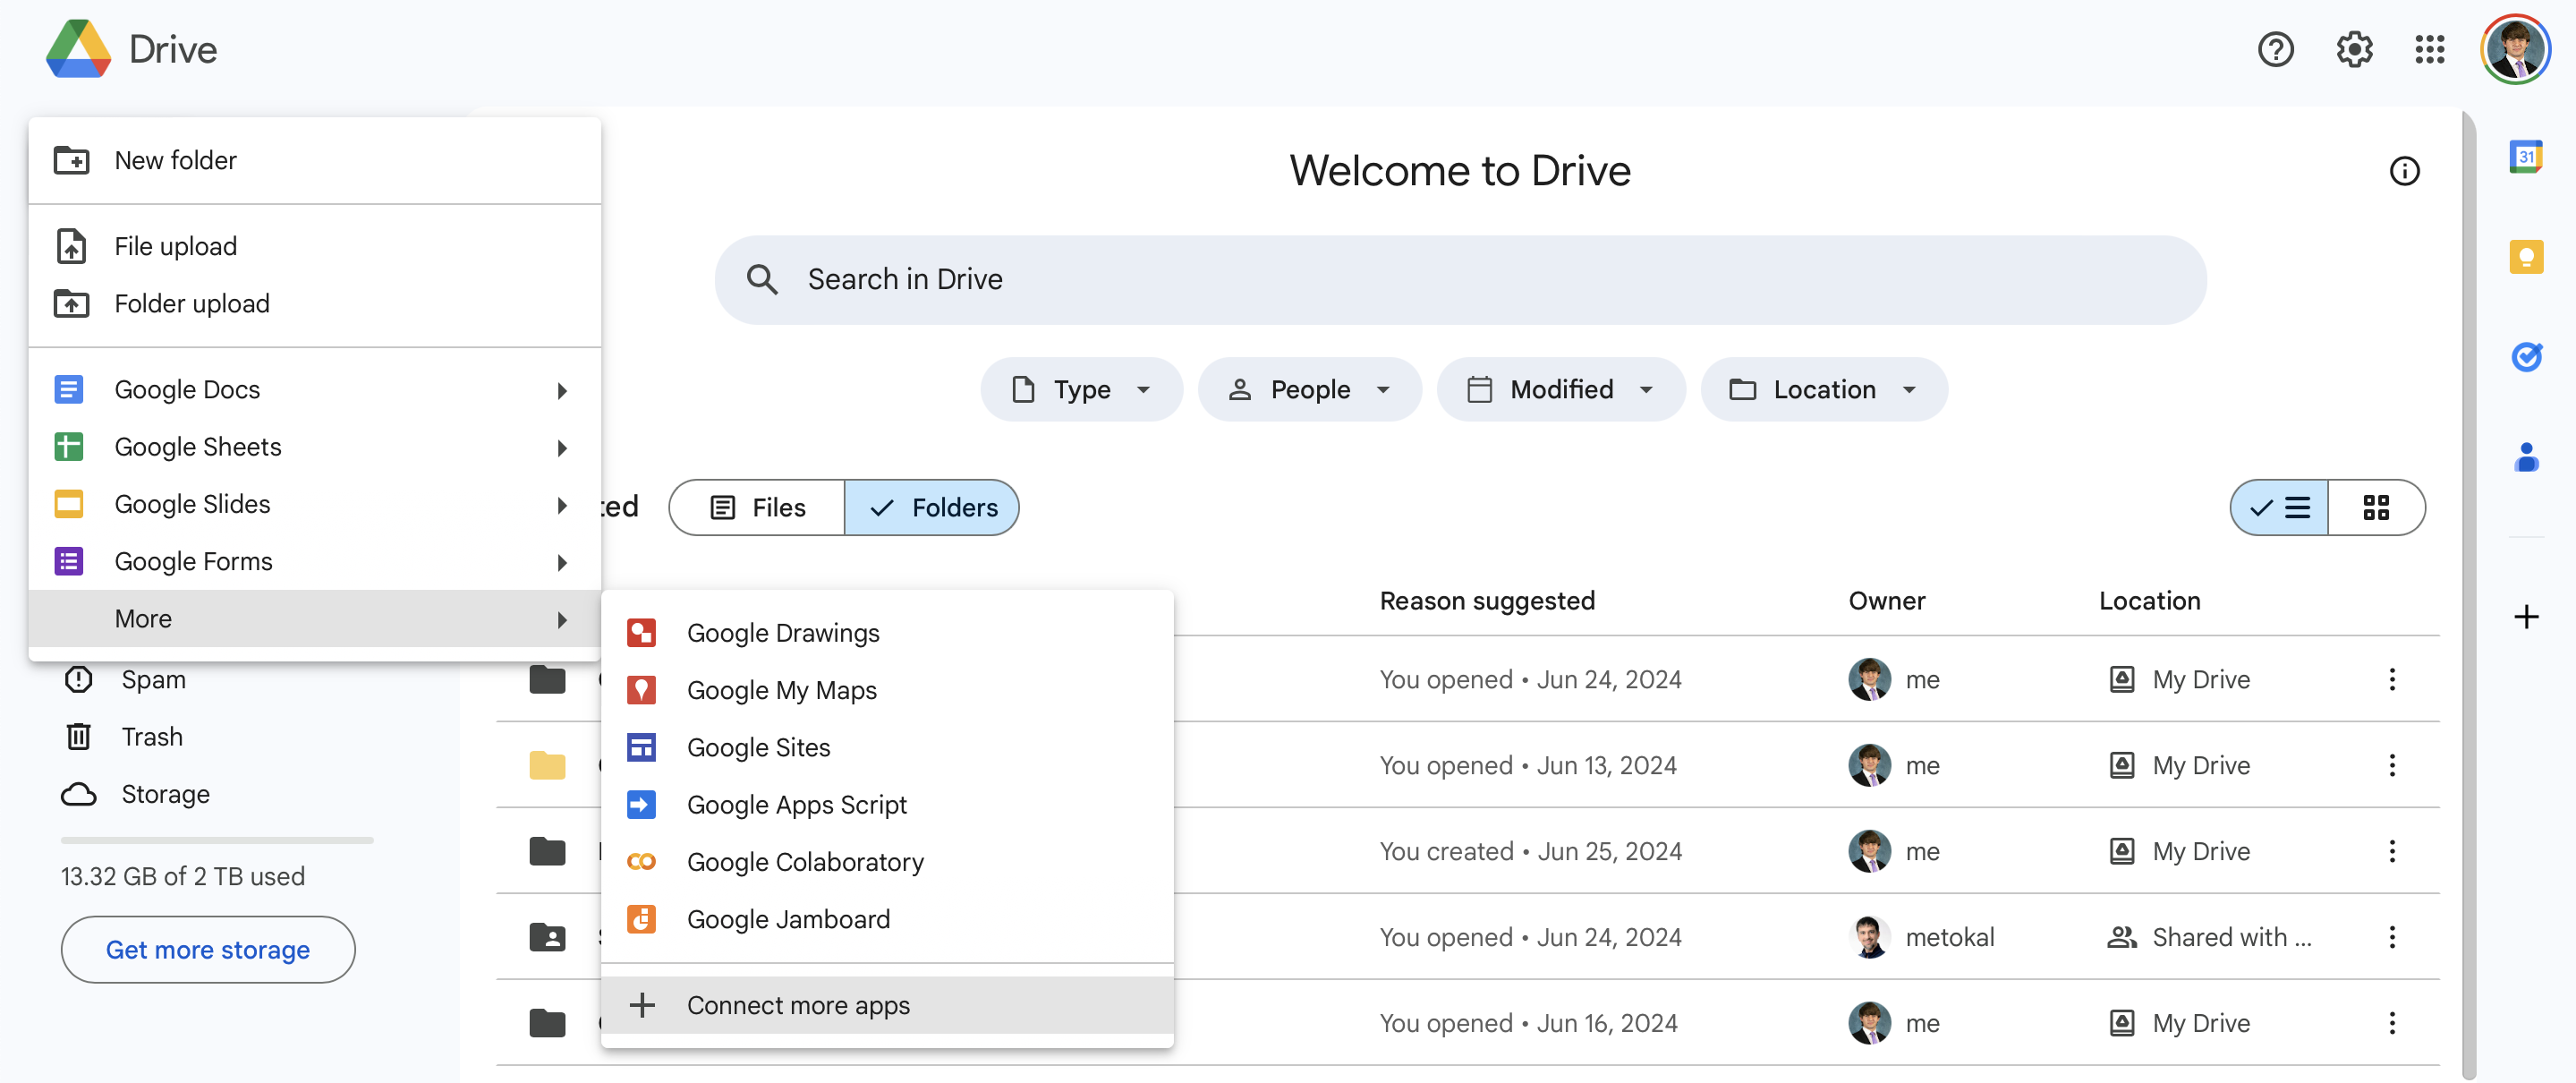 Drive
New folder
File upload
Folder upload
Google Docs
Google Sheets
Google Slides
Google Forms
More
Spam
Trash
Storage
13.32 GB of 2 TB used
Get more storage
Google Drawings
Google My Maps
Google Sites
Google Apps Script
Google Colaboratory
Google Jamboard
Connect more apps
Welcome to Drive
Search in Drive
Type People Modified Location
Files Folders
Reason suggested Owner Location
You opened • Jun 24, 2024 me My Drive
You opened • Jun 13, 2024 me My Drive
You created • Jun 25, 2024 me My Drive
You opened • Jun 24, 2024 metokal Shared with ...
You opened • Jun 16, 2024 me My Drive
31